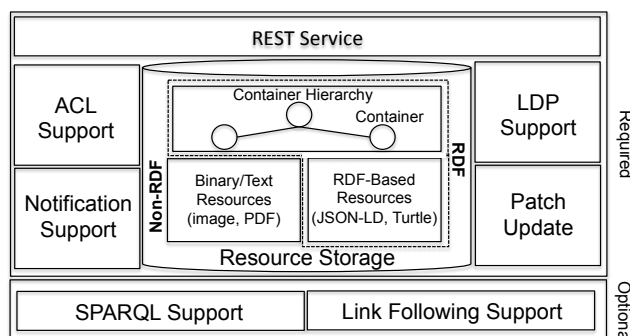 REST Service
ACL
Support
Notification
Support
Non-RDF
Container Hierarchy
Container
Binary/Text
Resources
(image, PDF)
RDF-Based
Resources
(JSON-LD, Turtle)
RDF
Resource Storage
LDP
Support
Patch
Update
Required
SPARQL Support
Link Following Support
Optiona